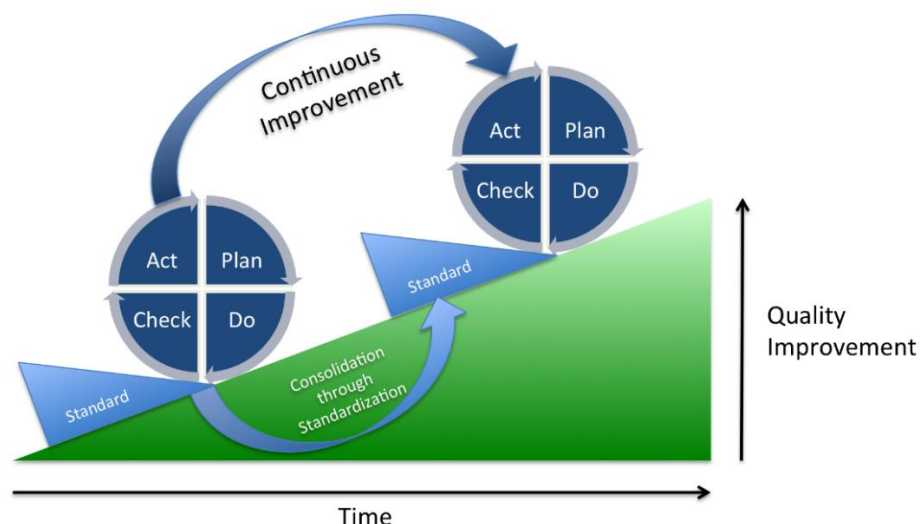 Continuous
Improvement
Act
Plan
Check
Do
Act
Plan
Check
Do
Standard
Standard
Consolidation
through
Standardization
Quality
Improvement
Time